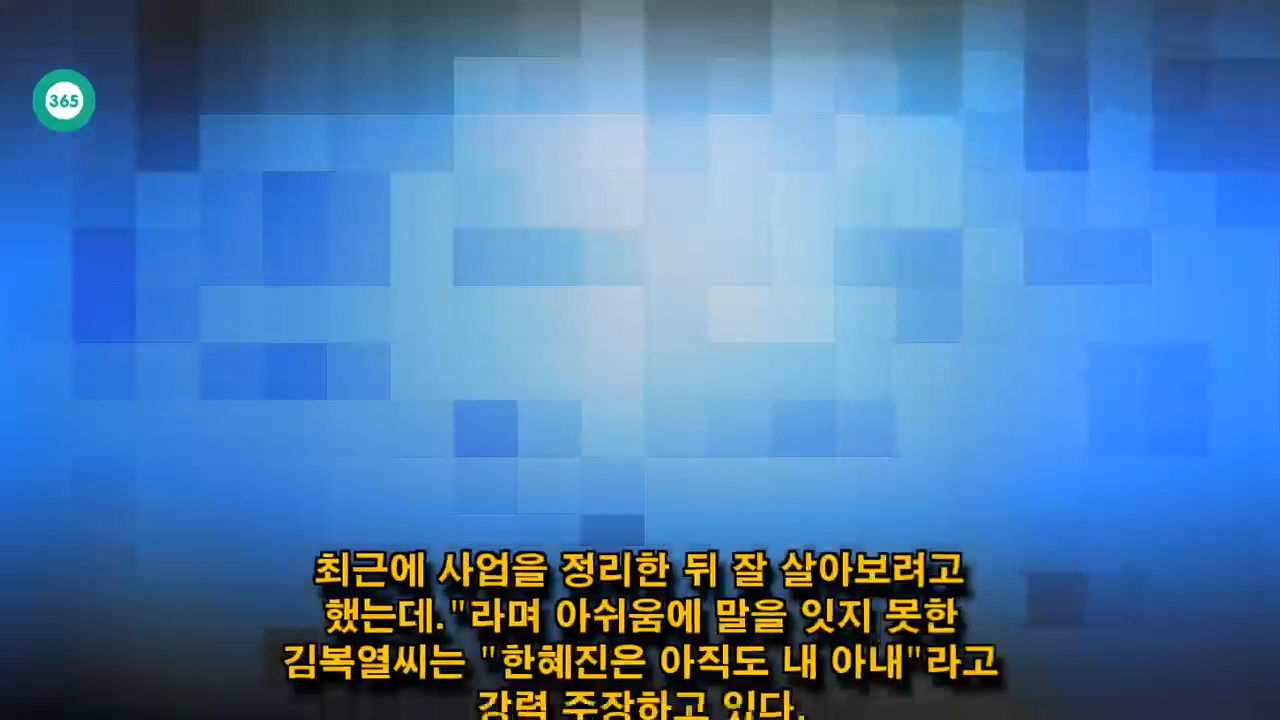 365
최근에 사업을 정리한 뒤 잘 살아보려고
했는데."라며 아쉬움에 말을 잇지 못한
김복열씨는 "한혜진은 아직도 내 아내"라고
강력 주장하고 있다.